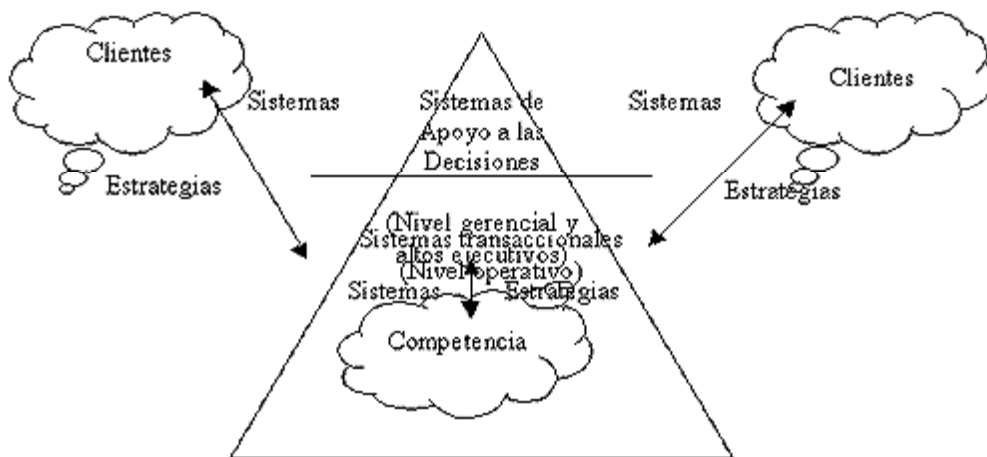 Clientes
Sistemas
Estrategias
Sistemas de
Apoyo a las
Decisiones
(Nivel gerencial y
altos ejecutivos)
Sistemas transaccionales
(Nivel operativo)
Sistemas
Estrategias
Competencia
Sistemas
Clientes
Estrategias